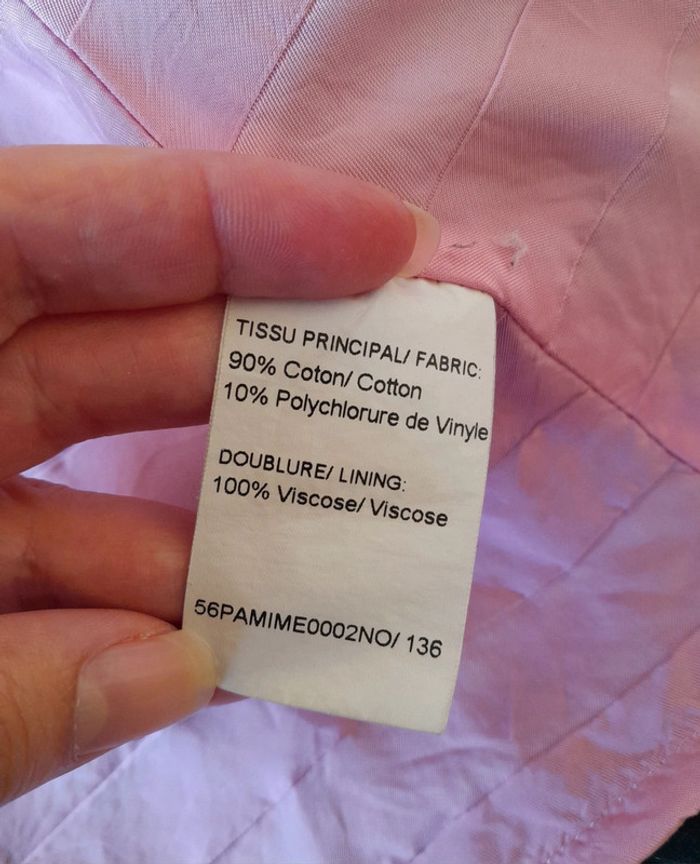 TISSU PRINCIPAL/ FABRIC:
90% Coton/ Cotton
10% Polychlorure de Vinyle
DOUBLURE/ LINING:
100% Viscose/ Viscose
56PAMIME0002NO/ 136